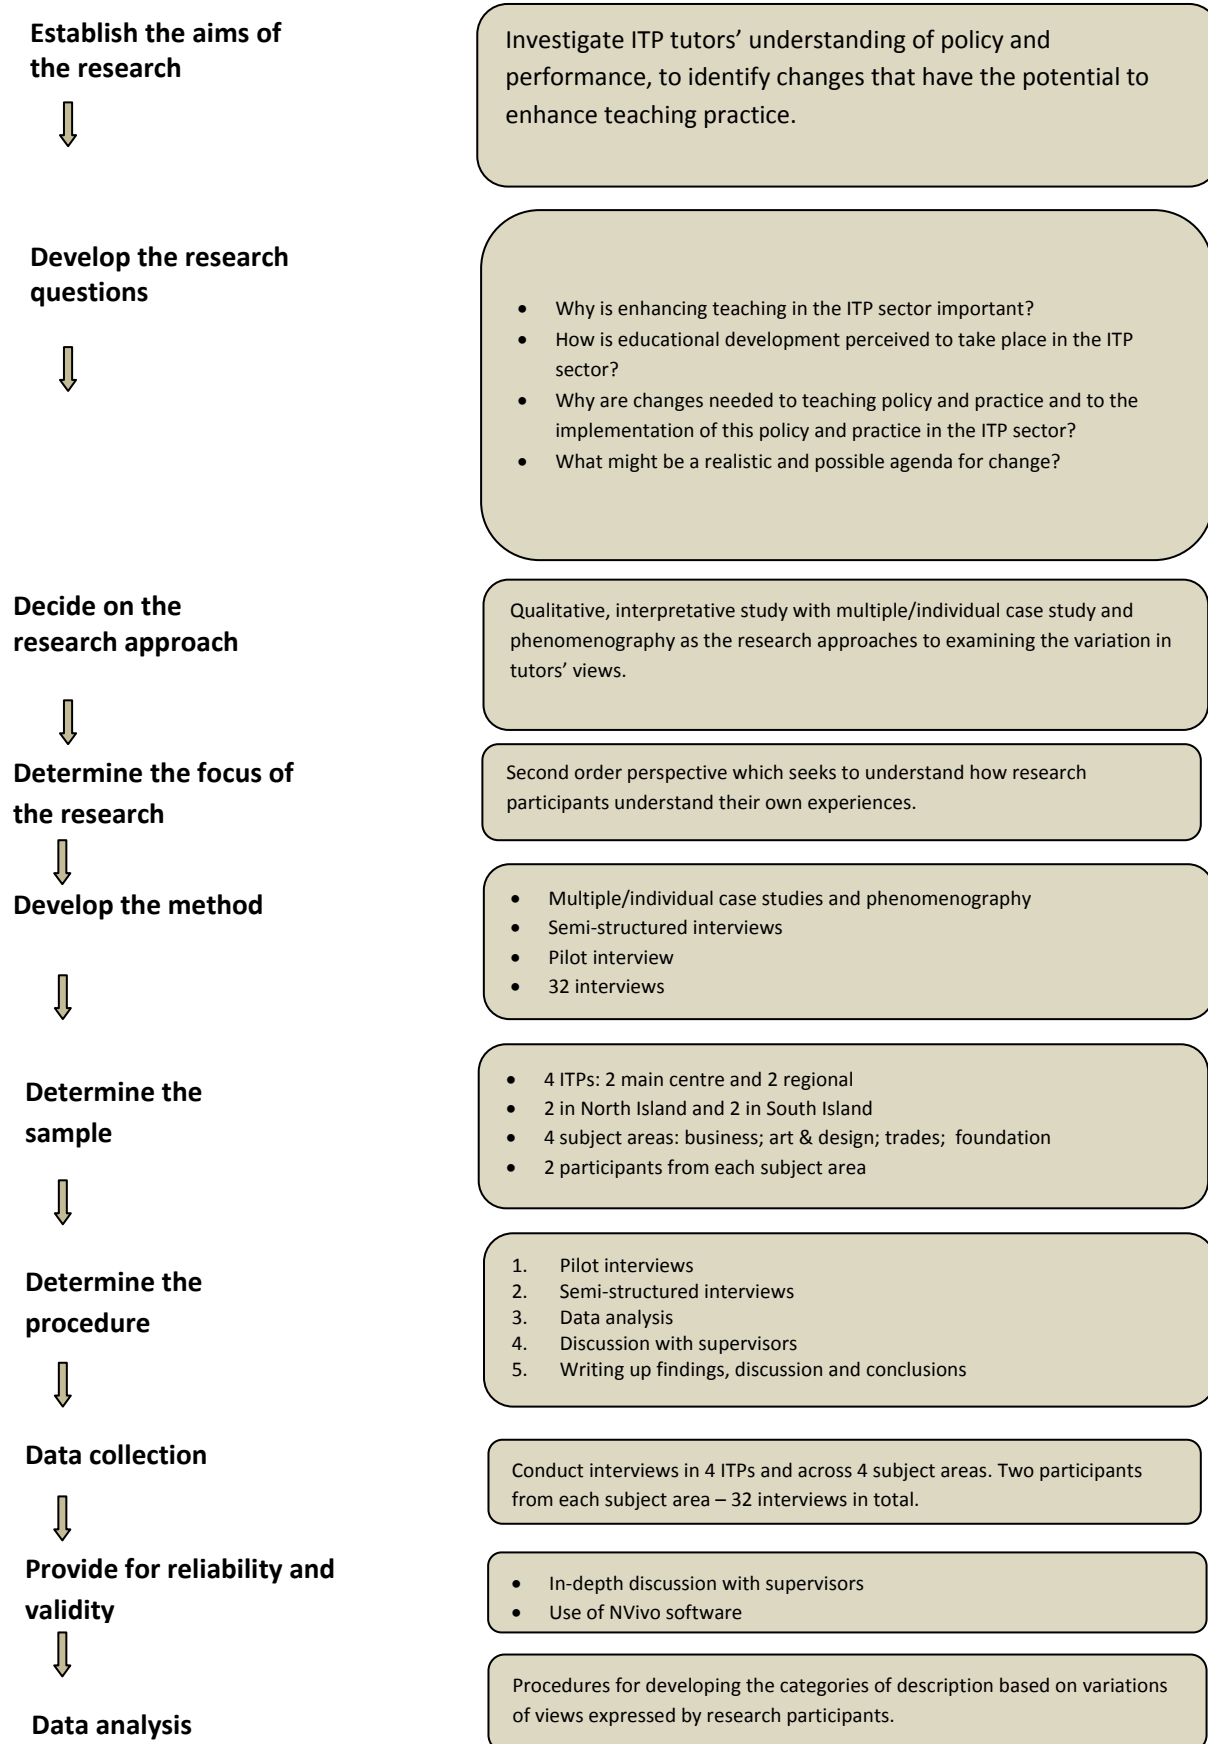 Establish the aims of
the research
Investigate ITP tutors’ understanding of policy and
performance, to identify changes that have the potential to
enhance teaching practice.
Develop the research
questions
• Why is enhancing teaching in the ITP sector important?
• How is educational development perceived to take place in the ITP
sector?
• Why are changes needed to teaching policy and practice and to the
implementation of this policy and practice in the ITP sector?
• What might be a realistic and possible agenda for change?
Decide on the
research approach
Qualitative, interpretative study with multiple/individual case study and
phenomenography as the research approaches to examining the variation in
tutors’ views.
Determine the focus of
the research
Second order perspective which seeks to understand how research
participants understand their own experiences.
Develop the method
• Multiple/individual case studies and phenomenography
• Semi-structured interviews
• Pilot interview
• 32 interviews
Determine the
sample
• 4 ITPs: 2 main centre and 2 regional
• 2 in North Island and 2 in South Island
• 4 subject areas: business; art & design; trades; foundation
• 2 participants from each subject area
Determine the
procedure
1. Pilot interviews
2. Semi-structured interviews
3. Data analysis
4. Discussion with supervisors
5. Writing up findings, discussion and conclusions
Data collection
Conduct interviews in 4 ITPs and across 4 subject areas. Two participants
from each subject area – 32 interviews in total.
Provide for reliability and
validity
• In-depth discussion with supervisors
• Use of NVivo software
Data analysis
Procedures for developing the categories of description based on variations
of views expressed by research participants.